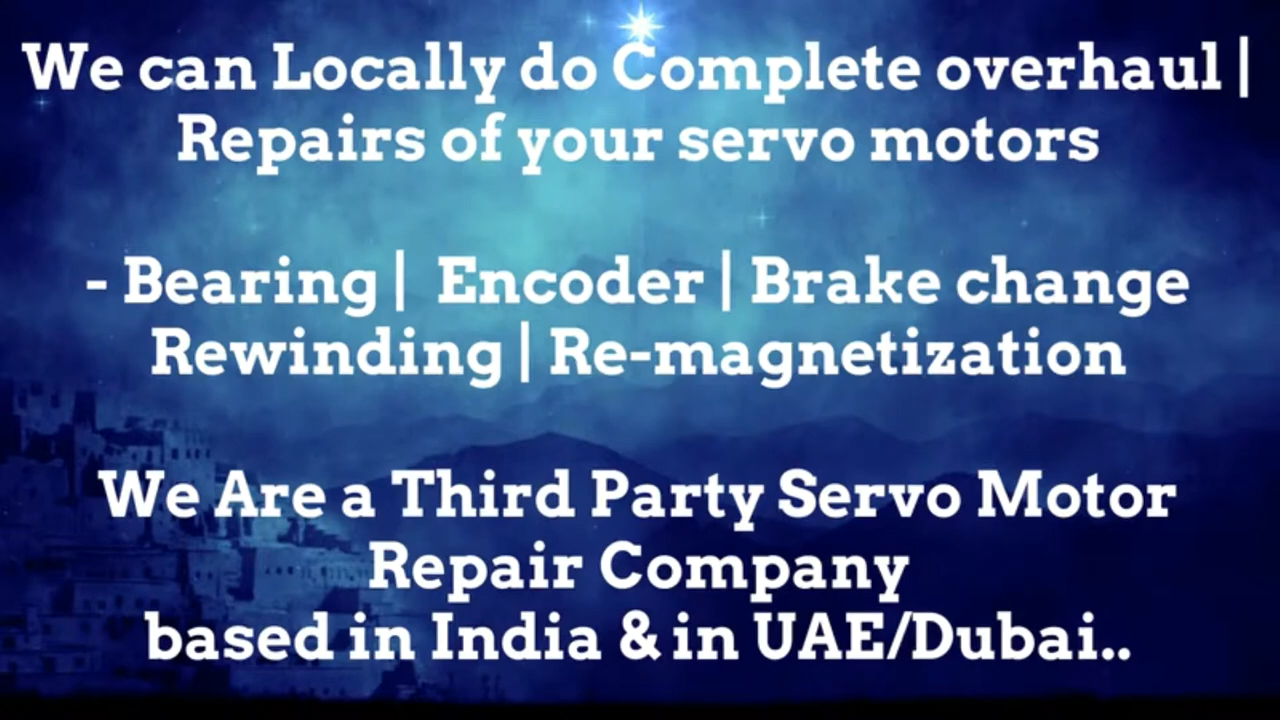 We can Locally do Complete overhaul |
Repairs of your servo motors
- Bearing |  Encoder | Brake change
Rewinding | Re-magnetization
We Are a Third Party Servo Motor
Repair Company
based in India & in UAE/Dubai..